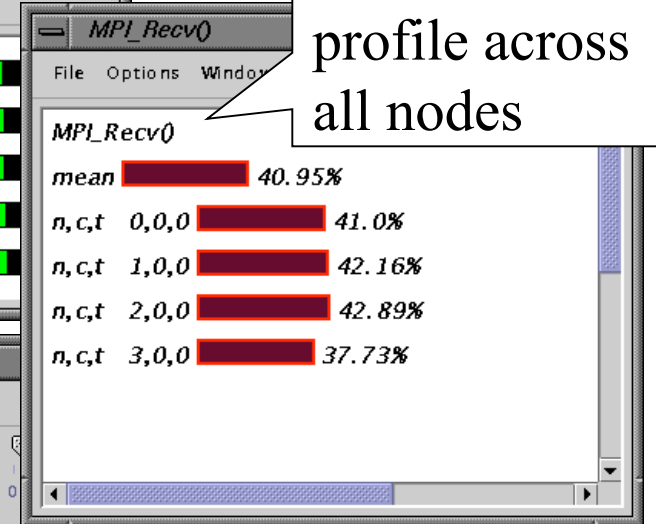 MPI_Recv()
profile across
all nodes
File Options Window
MPI_Recv()
mean 40.95%
n,c,t 0,0,0 41.0%
n,c,t 1,0,0 42.16%
n,c,t 2,0,0 42.89%
n,c,t 3,0,0 37.73%
0